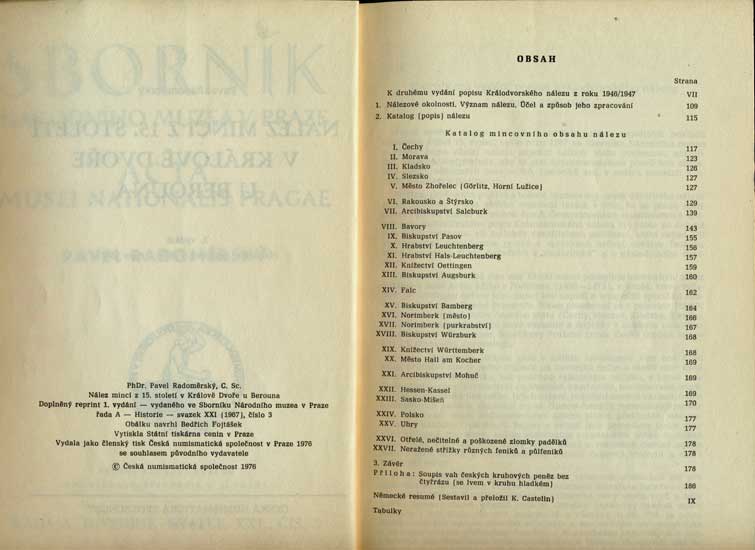 PhDr. Pavel Radoměrský, C. Sc.
Nález mincí z 15. století v Králově Dvoře u Berouna
Doplněný reprint 1. vydání — vydaného ve Sborníku Národního muzea v Praze
řada A — Historie — svazek XXI (1967), číslo 3
Obálku navrhl Bedřich Fojtášek
Vytiskla Státní tiskárna cenin v Praze
Vydala jako členský tisk Česká numismatická společnost v Praze 1976
se souhlasem původního vydavatele
© Česká numismatická společnost 1976
OBSAH
Strana
K druhému vydání popisu Králodvorského nálezu z roku 1946/1947 VII
1. Nálezové okolnosti. Význam nálezu. Účel a způsob jeho zpracování 109
2. Katalog (popis) nálezu 115
Katalog mincovního obsahu nálezu
I. Čechy 117
II. Morava 123
III. Kladsko 126
IV. Slezsko 127
V. Město Zhořelec (Görlitz, Horní Lužice) 127
VI. Rakousko a Štýrsko 129
VII. Arcibiskupství Salcburk 139
VIII. Bavory 143
IX. Biskupství Pasov 155
X. Hrabství Leuchtenberg 156
XI. Hrabství Hals-Leuchtenberg 157
XII. Knížectví Oettingen 159
XIII. Biskupství Augsburk 160
XIV. Falc 162
XV. Biskupství Bamberg 164
XVI. Norimberk (město) 166
XVII. Norimberk (purkrabství) 167
XVIII. Biskupství Würzburk 168
XIX. Knížectví Württemberk 168
XX. Město Hall am Kocher 169
XXI. Arcibiskupství Mohuč 169
XXII. Hessen-Kassel 169
XXIII. Sasko-Míšeň 170
XXIV. Polsko 177
XXV. Uhry 177
XXVI. Otřelé, nečitelné a poškozené zlomky padělků 178
XXVII. Neražené střížky různých feniků a půlfeniků 178
3. Závěr 178
Příloha: Soupis vah českých kruhových peněz bez
čtyřrázu (se lvem v kruhu hladkém) 186
Německé resumé (Sestavil a přeložil K. Castelin) IX
Tabulky